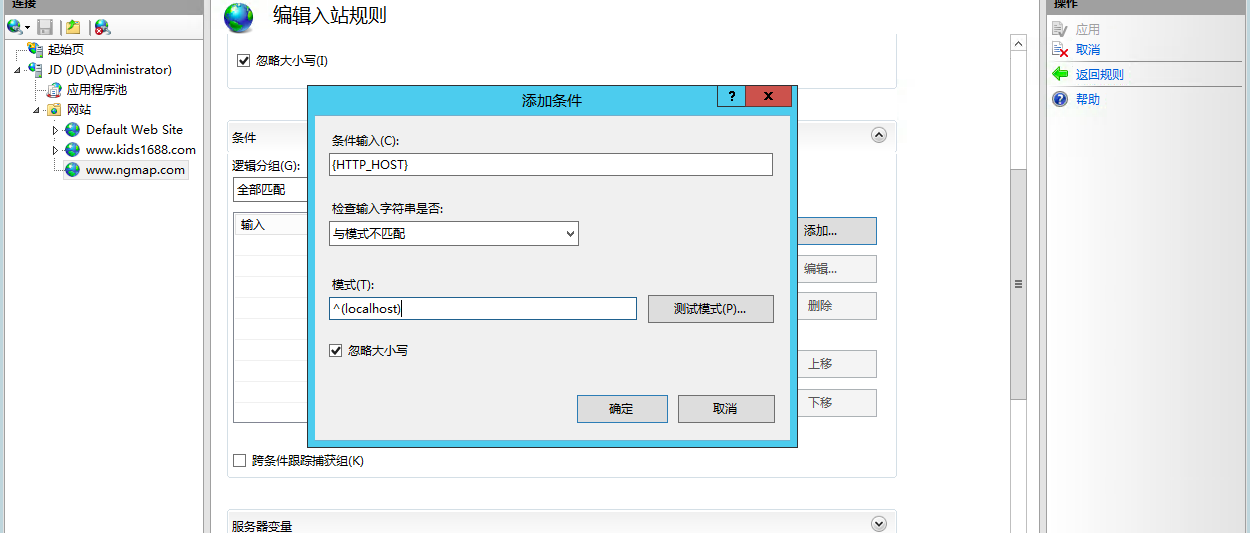 连接
编辑入站规则
操作
起始页
JD (JD\Administrator)
应用程序池
网站
Default Web Site
www.kids1688.com
www.ngmap.com
忽略大小写(I)
条件
逻辑分组(G):
全部匹配
输入
添加...
编辑...
删除
上移
下移
跨条件跟踪捕获组(K)
服务器变量
添加条件
?
x
条件输入(C):
{HTTP_HOST}
检查输入字符串是否:
与模式不匹配
模式(T):
^(localhost)
测试模式(P)...
忽略大小写
确定
取消
应用
取消
返回规则
帮助